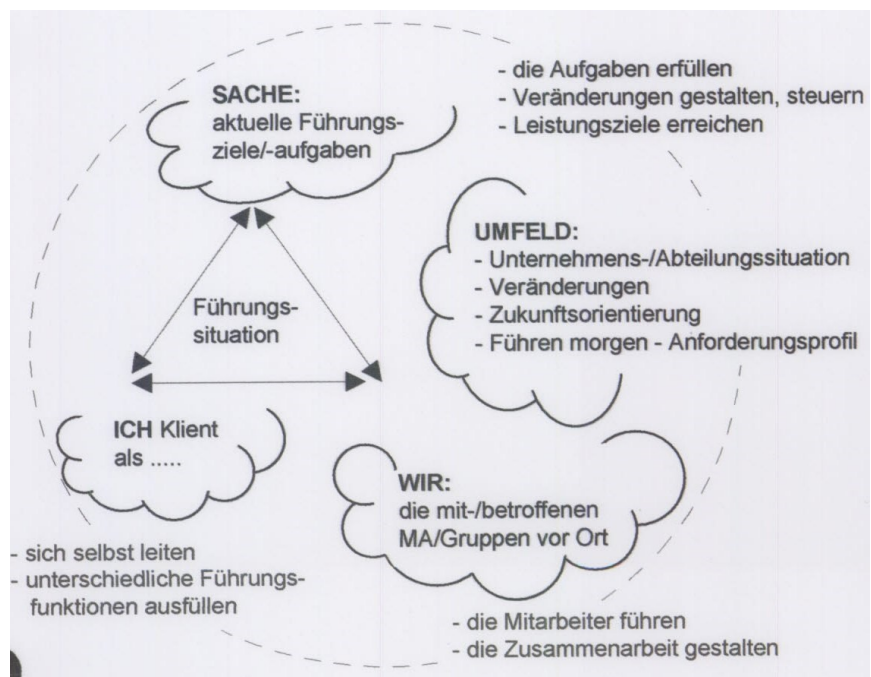 SACHE:
aktuelle Führungs-
ziele/-aufgaben
- die Aufgaben erfüllen
- Veränderungen gestalten, steuern
- Leistungsziele erreichen
UMFELD:
- Unternehmens-/Abteilungssituation
- Veränderungen
- Zukunftsorientierung
- Führen morgen - Anforderungsprofil
Führungs-
situation
ICH Klient
als .....
WIR:
die mit-/betroffenen
MA/Gruppen vor Ort
- sich selbst leiten
- unterschiedliche Führungs-
funktionen ausfüllen
- die Mitarbeiter führen
- die Zusammenarbeit gestalten